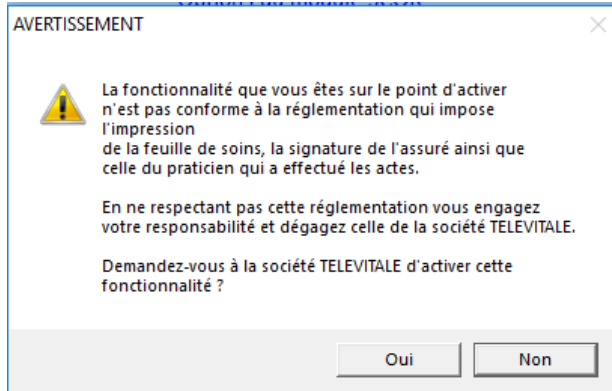 AVERTISSEMENT
La fonctionnalité que vous êtes sur le point d'activer
n'est pas conforme à la réglementation qui impose
l'impression
de la feuille de soins, la signature de l'assuré ainsi que
celle du praticien qui a effectué les actes.
En ne respectant pas cette réglementation vous engagez
votre responsabilité et dégagez celle de la société TELEVITALE.
Demandez-vous à la société TELEVITALE d'activer cette
fonctionnalité ?
Oui
Non